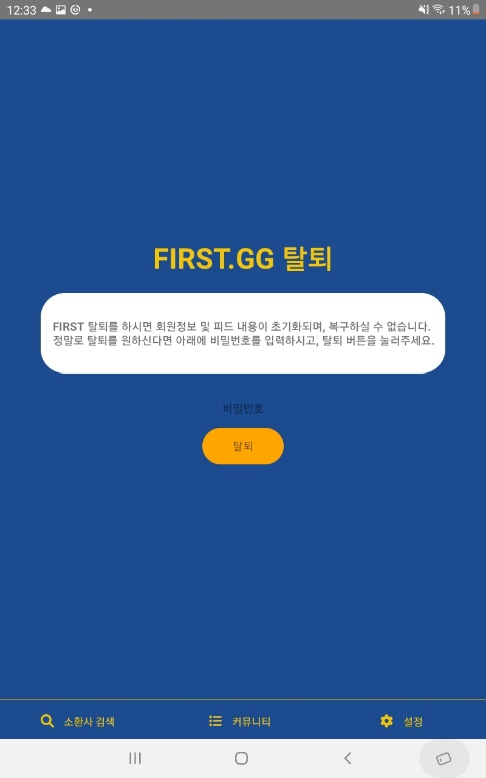 12:33
11%
FIRST.GG 탈퇴
FIRST 탈퇴를 하시면 회원정보 및 피드 내용이 초기화되며, 복구하실 수 없습니다.
정말로 탈퇴를 원하신다면 아래에 비밀번호를 입력하시고, 탈퇴 버튼을 눌러주세요.
비밀번호
탈퇴
소환사 검색 커뮤니티 설정